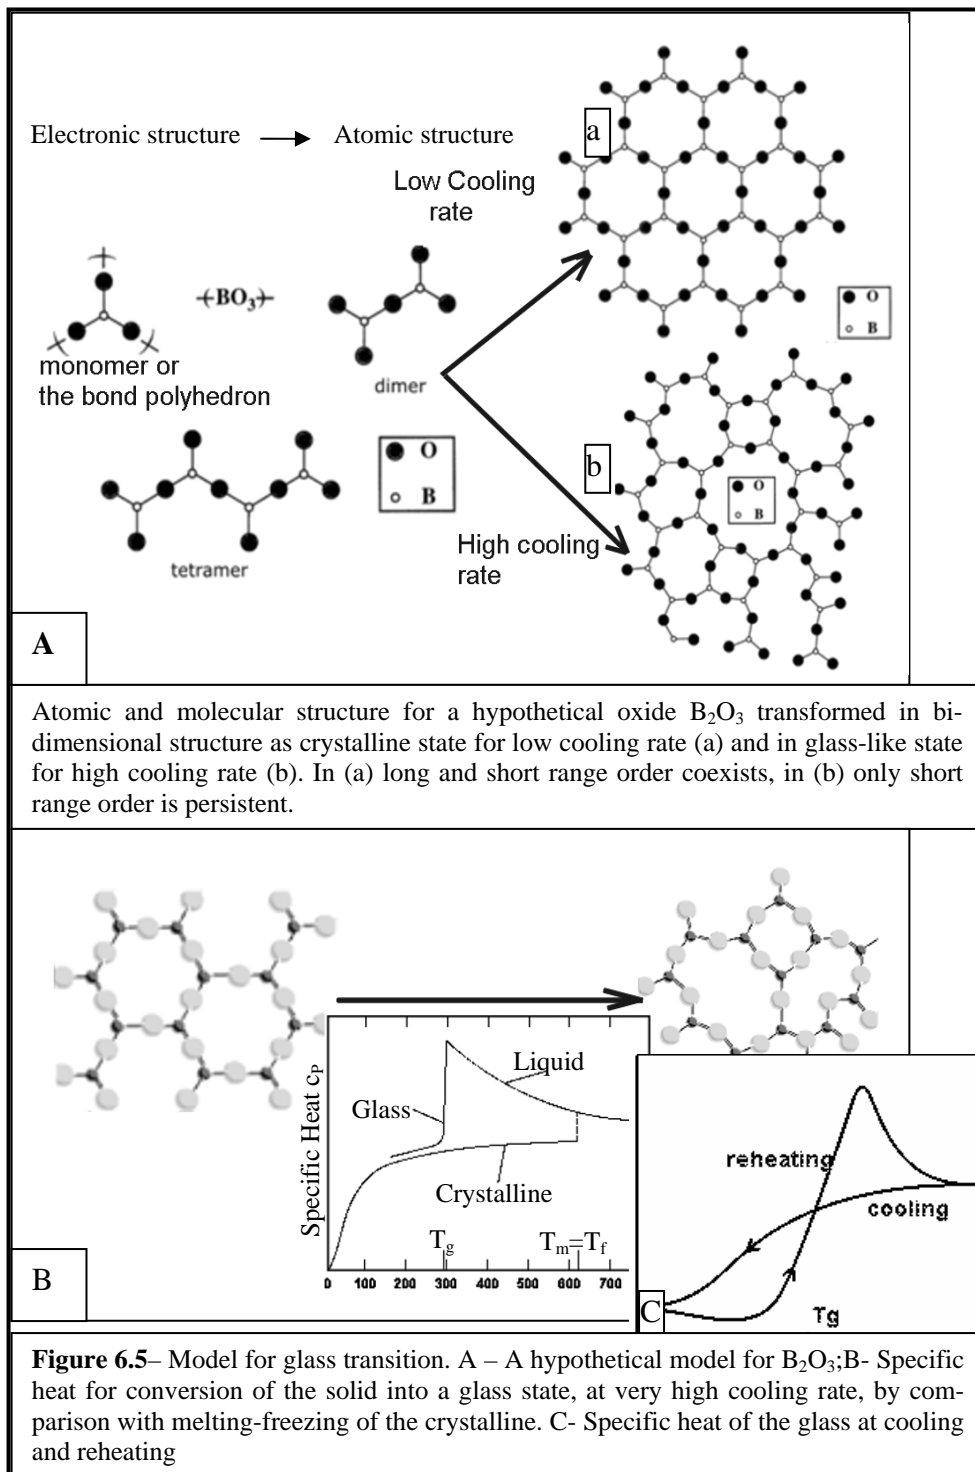 Electronic structure → Atomic structure
Low Cooling
rate
a
(BO3)
monomer or
the bond polyhedron
dimer
O
B
O
B
tetramer
O
B
b
O
B
High cooling
rate
A
Atomic and molecular structure for a hypothetical oxide B2O3 transformed in bi-
dimensional structure as crystalline state for low cooling rate (a) and in glass-like state
for high cooling rate (b). In (a) long and short range order coexists, in (b) only short
range order is persistent.
Specific Heat cP
Liquid
Glass
Crystalline
Tg
Tm=Tf
0 100 200 300 400 500 600 700
B
reheating
cooling
Tg
C
Figure 6.5– Model for glass transition. A – A hypothetical model for B2O3;B- Specific
heat for conversion of the solid into a glass state, at very high cooling rate, by com-
parison with melting-freezing of the crystalline. C- Specific heat of the glass at cooling
and reheating